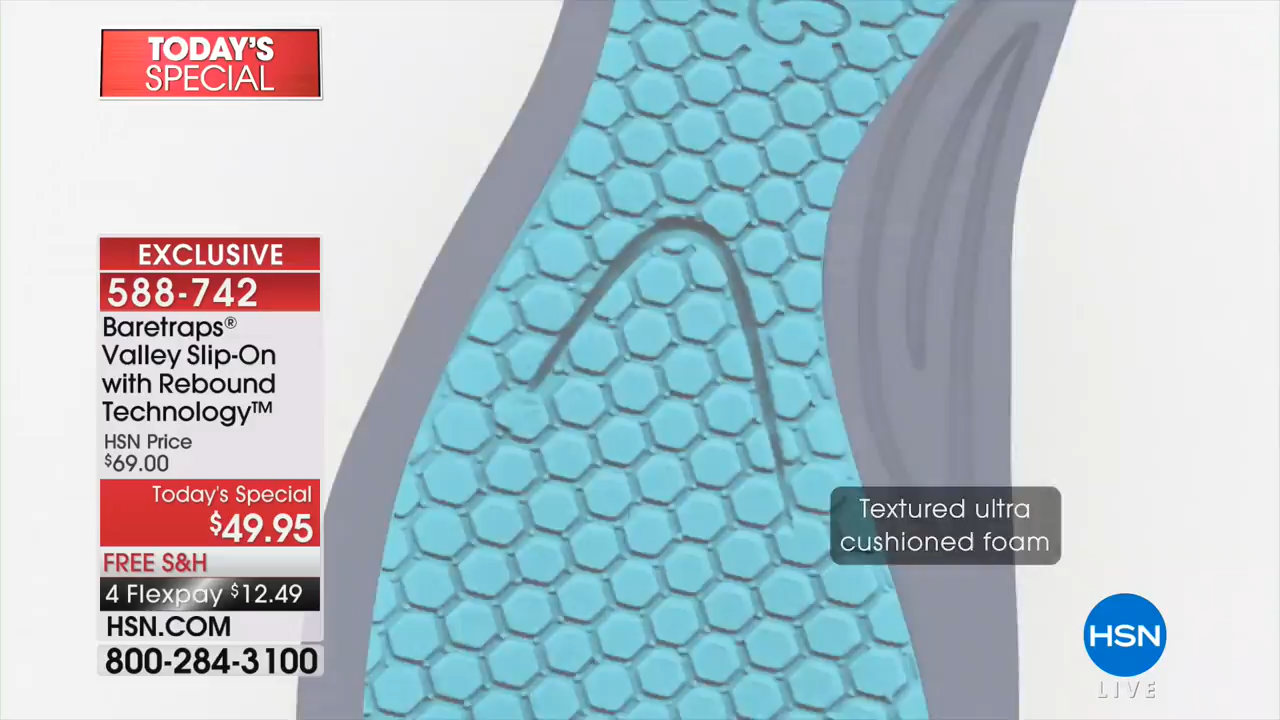 TODAY'S
SPECIAL
EXCLUSIVE
588-742
Baretraps®
Valley Slip-On
with Rebound
Technology™
HSN Price
$69.00
Today's Special
$49.95
FREE S&H
4 Flexpay $12.49
HSN.COM
800-284-3100
Textured ultra
cushioned foam
HSN
LIVE